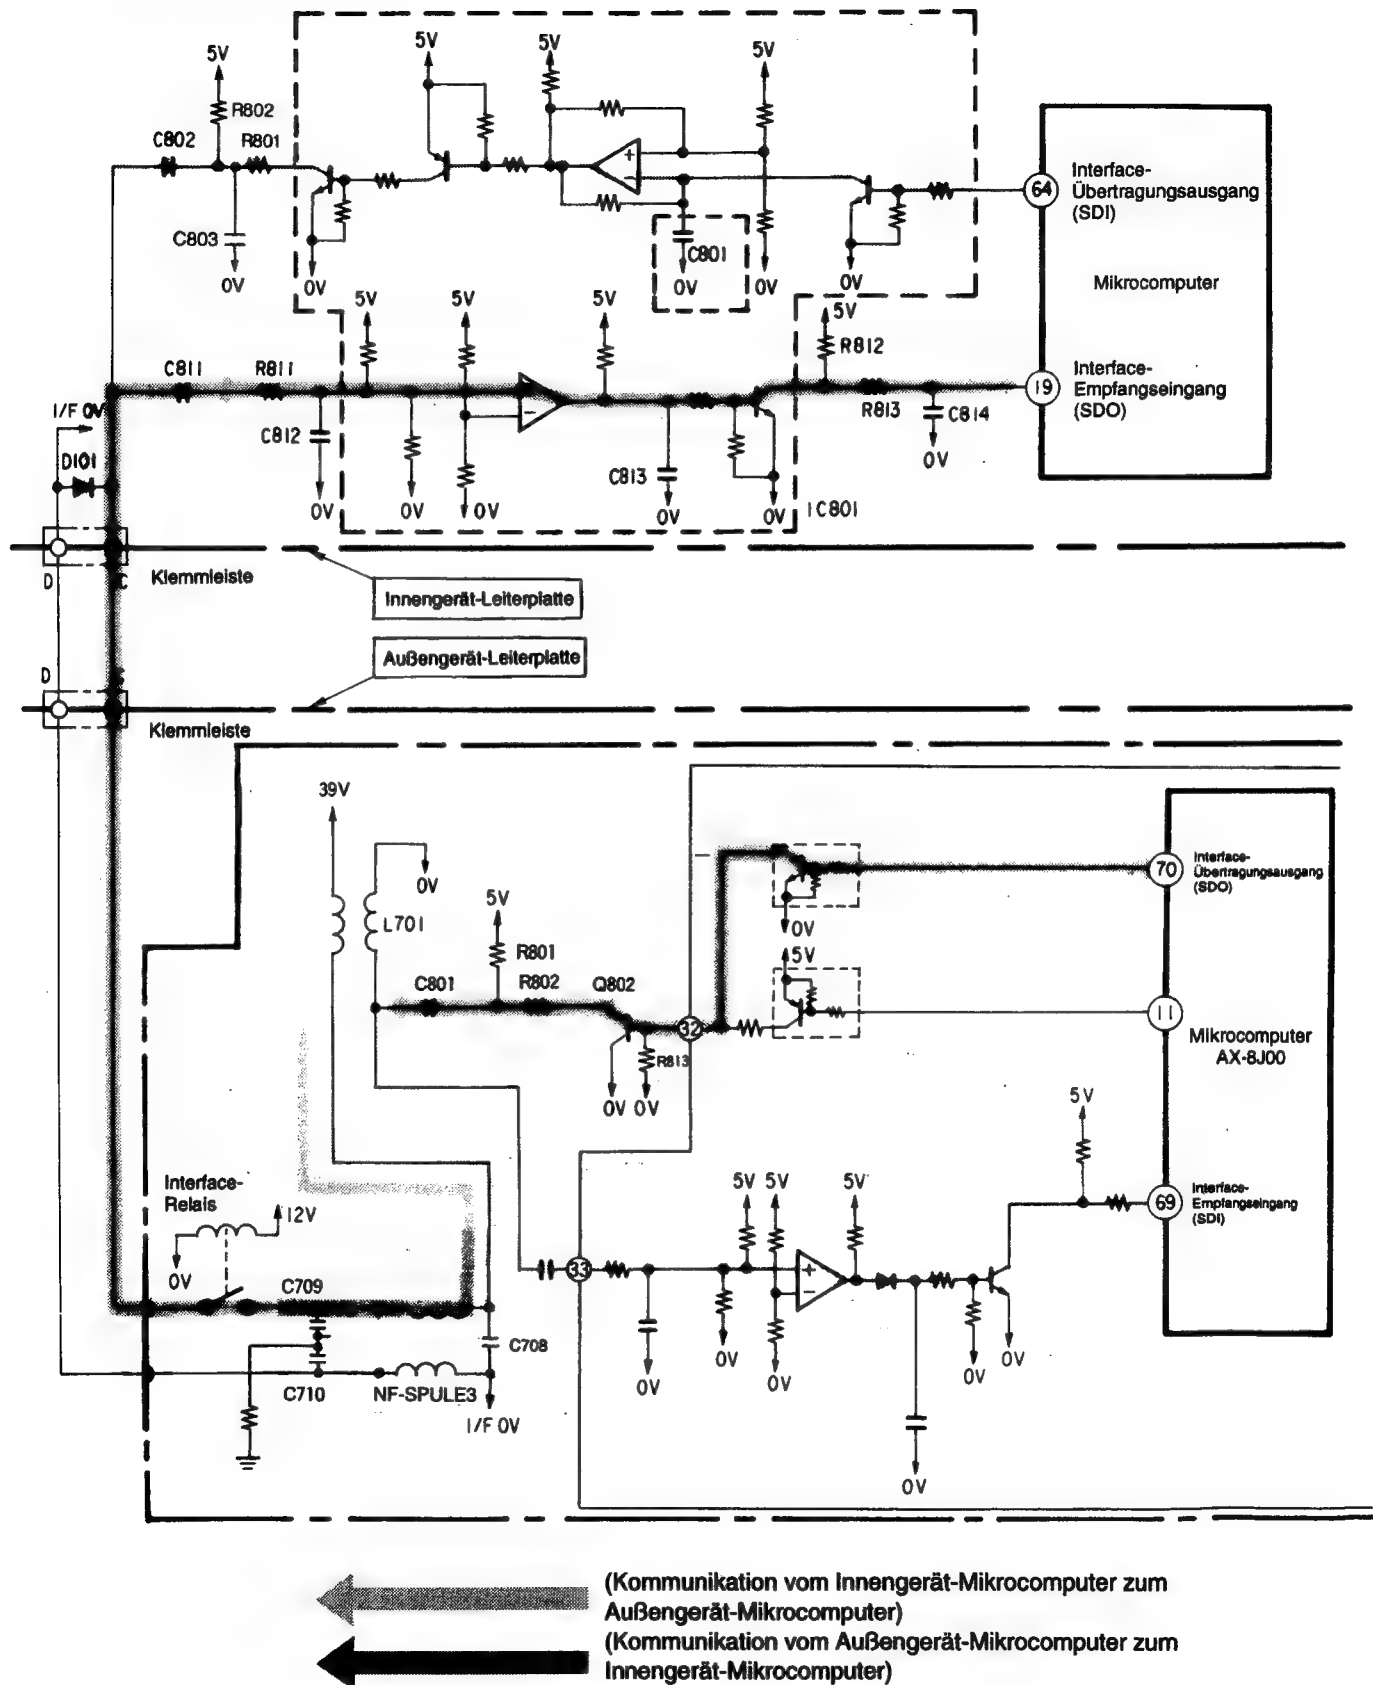 5V
5V
5V
5V
R802
C802
R801
C803
0V
0V
+
−
C801
0V
0V
0V
64
Interface-
Übertragungsausgang
(SDI)
Mikrocomputer
5V
5V
5V
5V
R812
C811
R811
19
Interface-
Empfangseingang
(SDO)
I/F 0V
C812
−
R813
C814
0V
D101
C813
0V
0V
0V
0V
0V
IC801
D
C
Klemmleiste
Innengerät-Leiterplatte
Außengerät-Leiterplatte
D
Klemmleiste
39V
0V
L701
5V
R801
C801
R802
Q802
32
R813
0V
0V
0V
5V
70
Interface-
Übertragungsausgang
(SDO)
11
Mikrocomputer
AX-8J00
5V
Interface-
Relais
12V
0V
5V
5V
5V
69
Interface-
Empfangseingang
(SDI)
33
+
−
C709
C708
C710
NF-SPULE3
I/F 0V
0V
0V
0V
0V
0V
0V
(Kommunikation vom Innengerät-Mikrocomputer zum
Außengerät-Mikrocomputer)
(Kommunikation vom Außengerät-Mikrocomputer zum
Innengerät-Mikrocomputer)